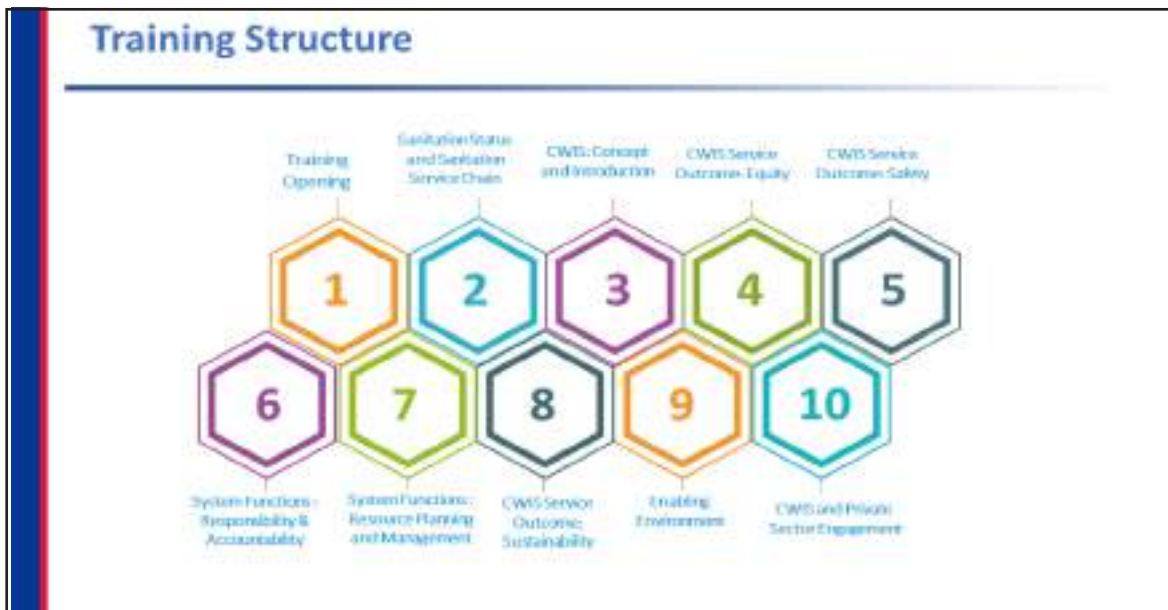 Training Structure
Training
Opening
Sanitation Status
and Sanitation
Service Chain
CWIS: Concept
and Introduction
CWIS Service
Outcome- Equity
CWIS Service
Outcome- Safety
1
2
3
4
5
6
7
8
9
10
System Functions -
Responsibility &
Accountability
System Functions :
Resource Planning
and Management
CWIS Service
Outcome:
Sustainability
Enabling
Environment
CWIS and Private
Sector Engagement